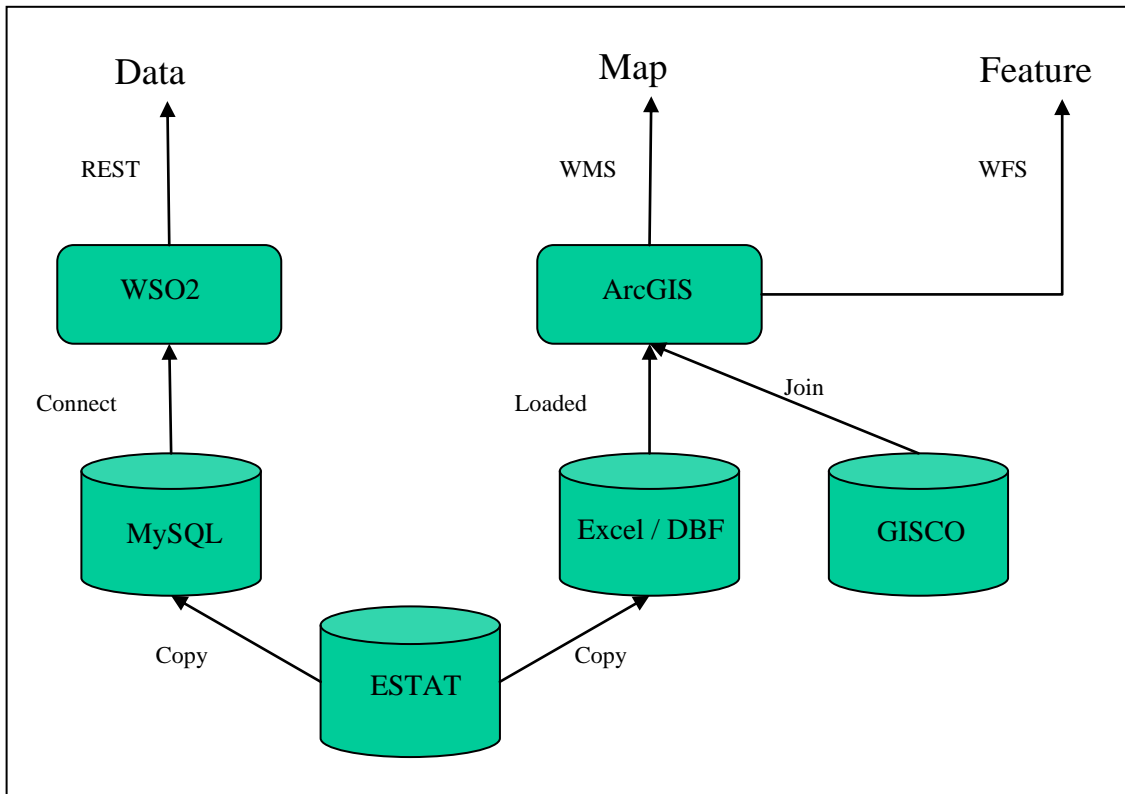 Data
Map
Feature
REST
WMS
WFS
WSO2
ArcGIS
Connect
Loaded
Join
MySQL
Excel / DBF
GISCO
Copy
ESTAT
Copy